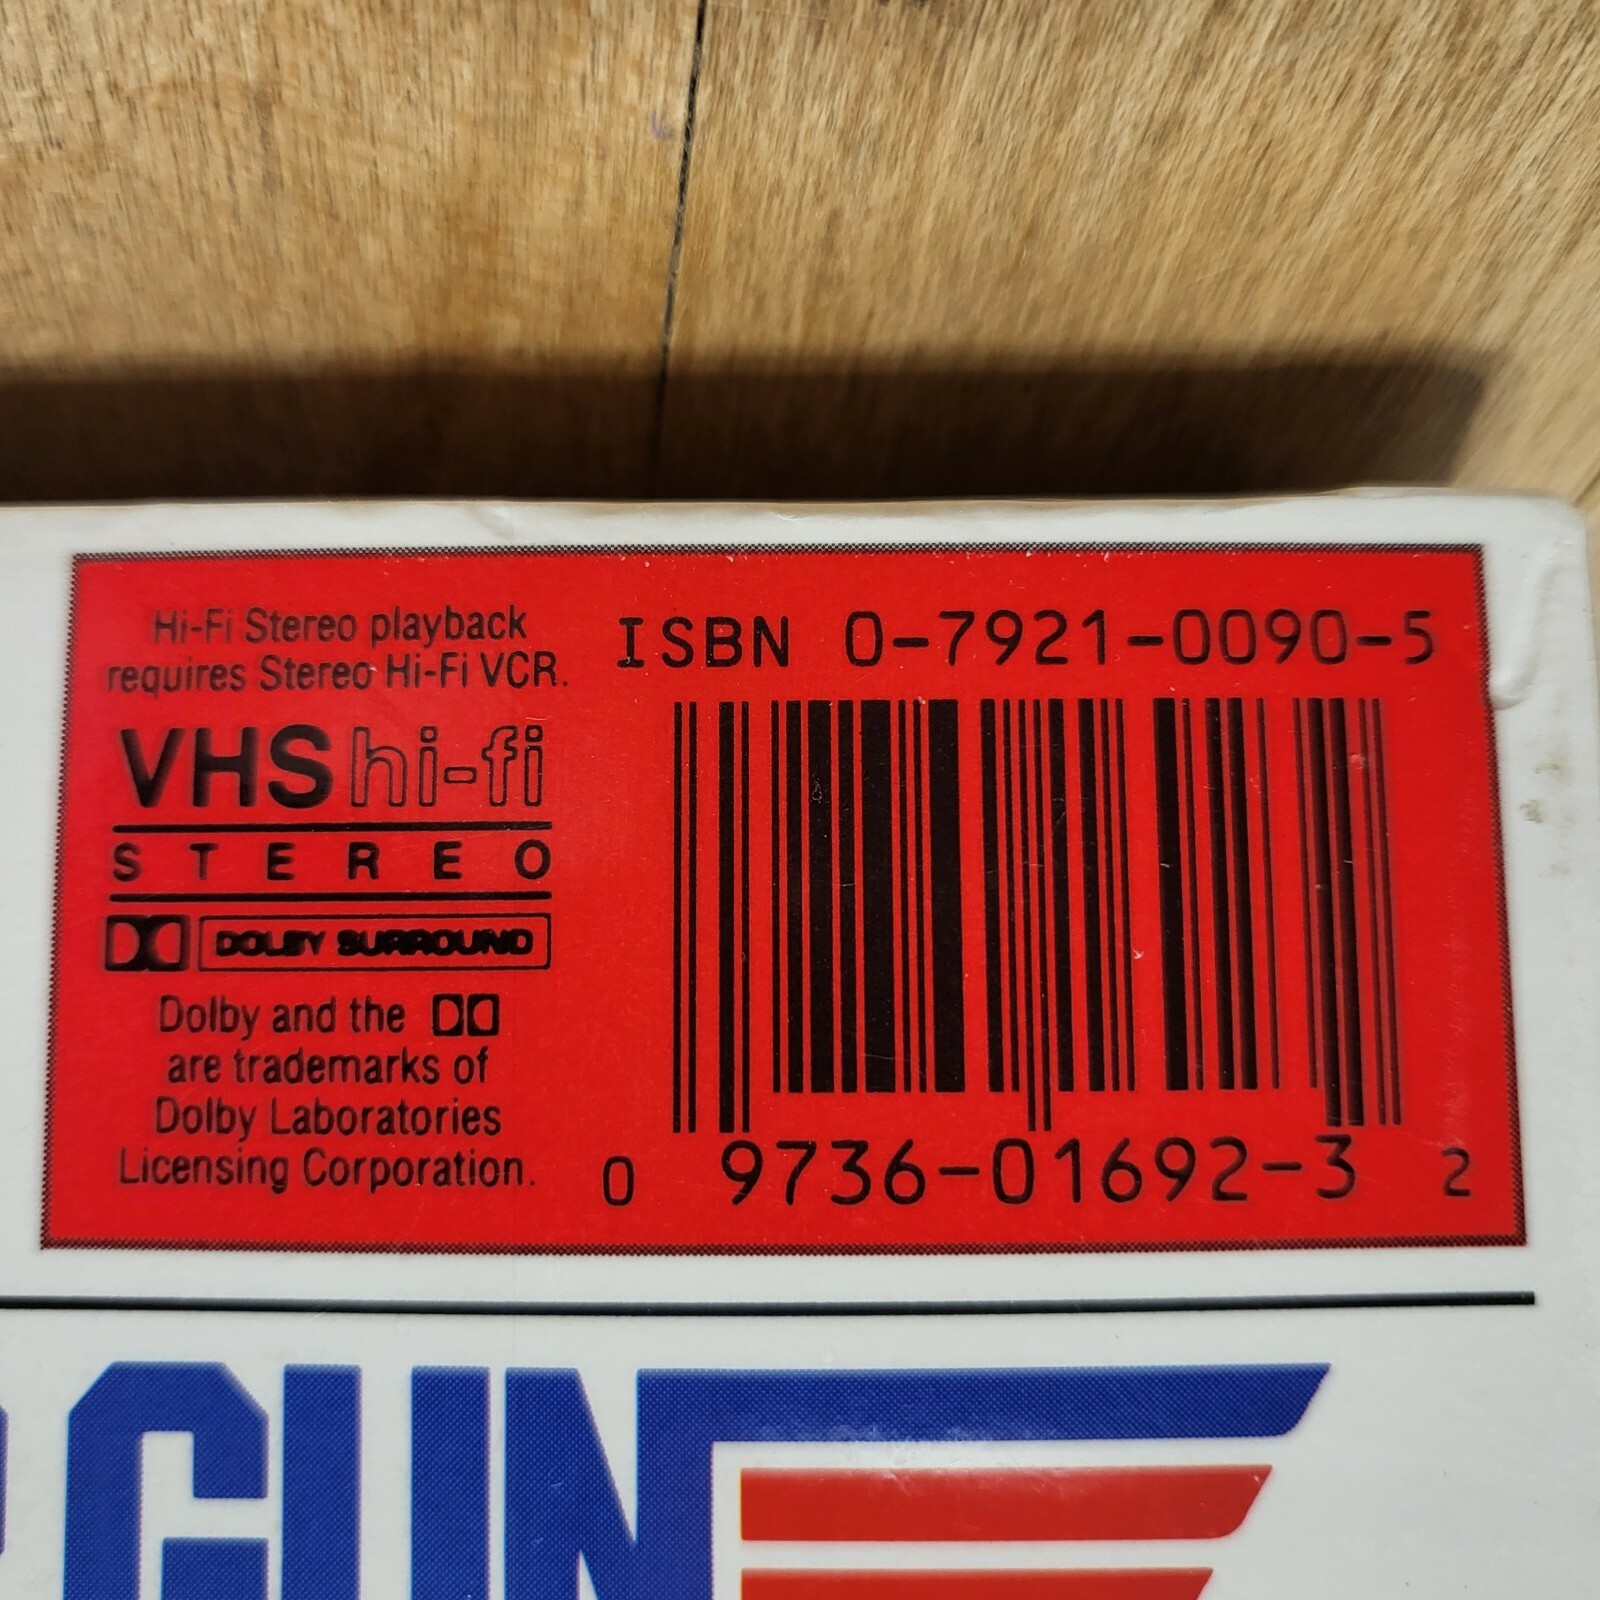 Hi-Fi Stereo playback
requires Stereo Hi-Fi VCR.
VHS hi-fi
STEREO
DOLBY SURROUND
Dolby and the
are trademarks of
Dolby Laboratories
Licensing Corporation.
ISBN 0-7921-0090-5
0 9736-01692-3 2
GUN